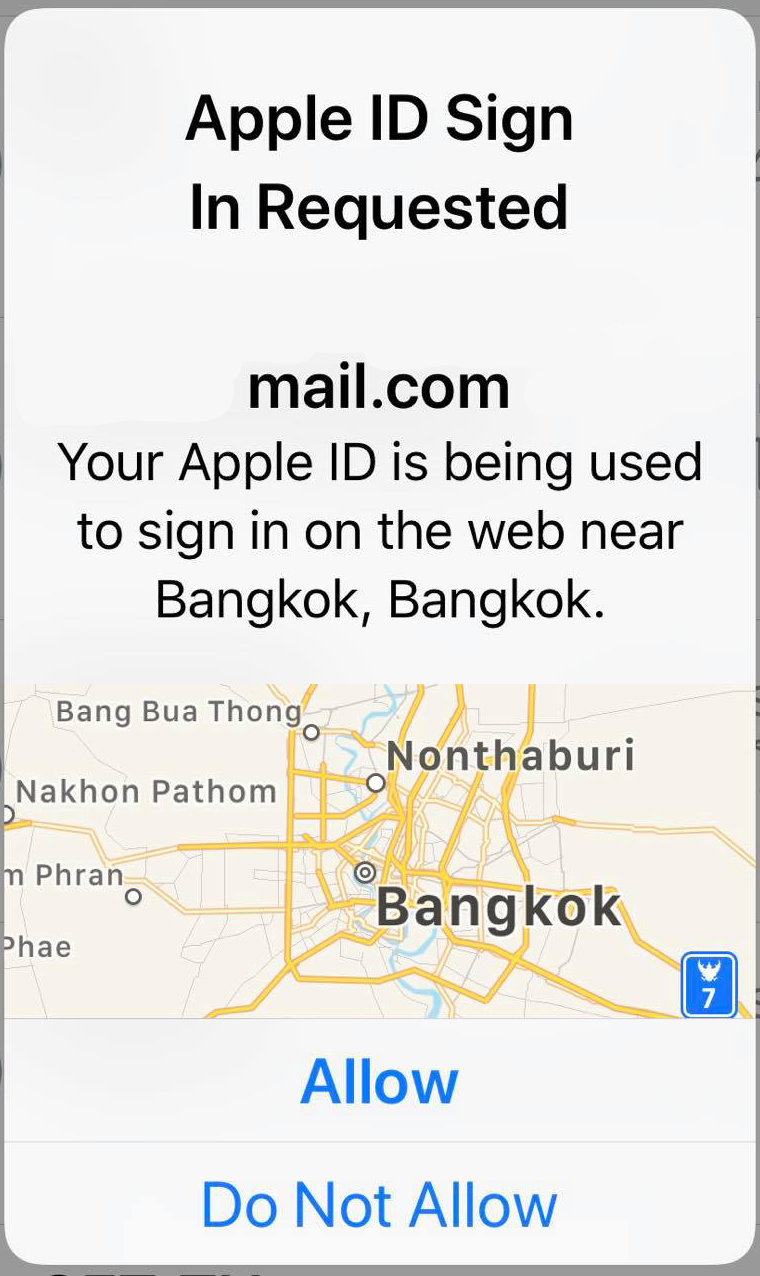 Apple ID Sign
In Requested
mail.com
Your Apple ID is being used
to sign in on the web near
Bangkok, Bangkok.
Bang Bua Thong
Nonthaburi
Nakhon Pathom
m Phran
Bangkok
Phae
7
Allow
Do Not Allow